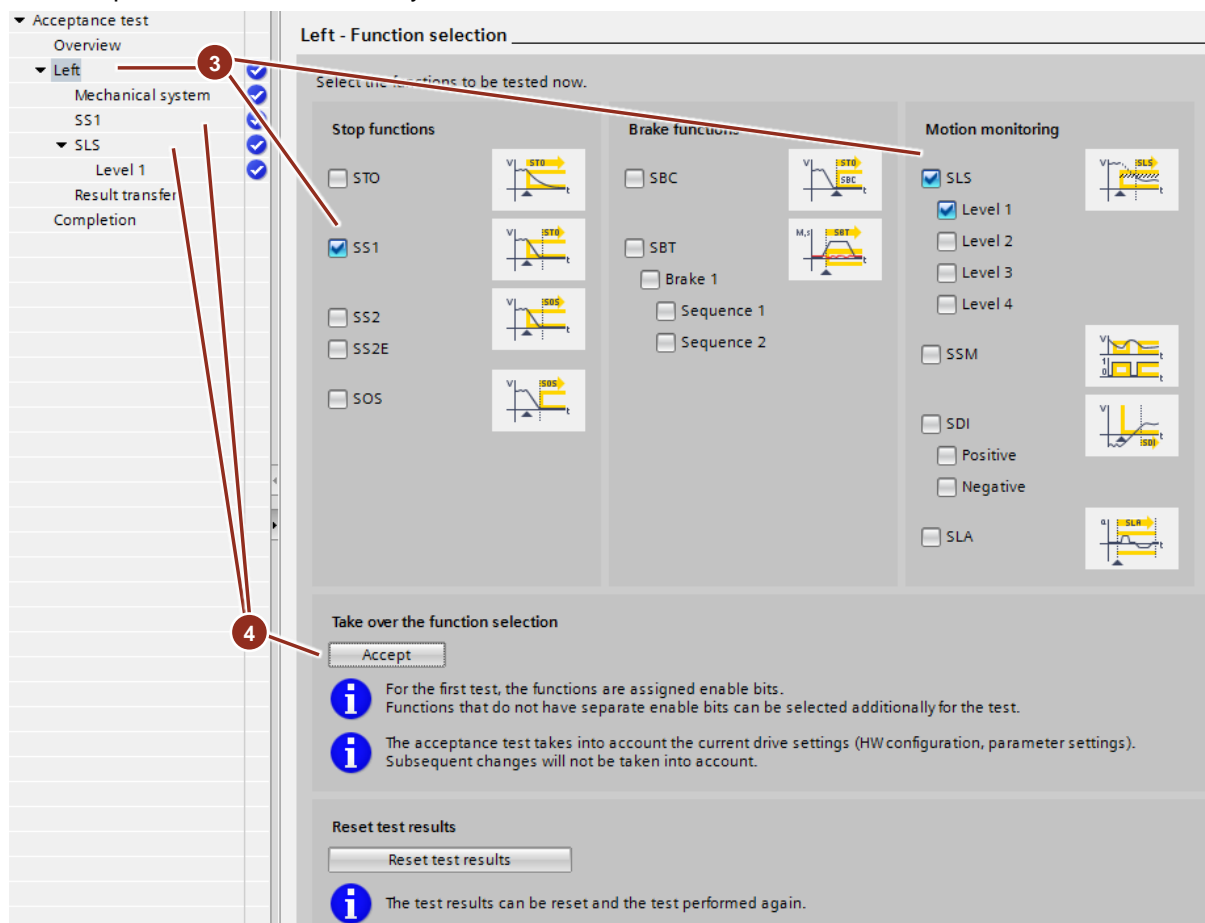 Acceptance test
Overview
Left
Mechanical system
SS1
SLS
Level 1
Result transfer
Completion
3
4
Left - Function selection
Select the functions to be tested now.
Stop functions
STO
V STO t
SS1
V STO t
SS2
SS2E
V SOS t
SOS
V SOS t
Brake functions
SBC
V STO SBC t
SBT
M,s SBT t
Brake 1
Sequence 1
Sequence 2
Motion monitoring
SLS
V SLS t
Level 1
Level 2
Level 3
Level 4
SSM
V t
1 0 t
SDI
V SDI t
Positive
Negative
SLA
a SLA t
Take over the function selection
Accept
For the first test, the functions are assigned enable bits.
Functions that do not have separate enable bits can be selected additionally for the test.
The acceptance test takes into account the current drive settings (HW configuration, parameter settings).
Subsequent changes will not be taken into account.
Reset test results
Reset test results
The test results can be reset and the test performed again.